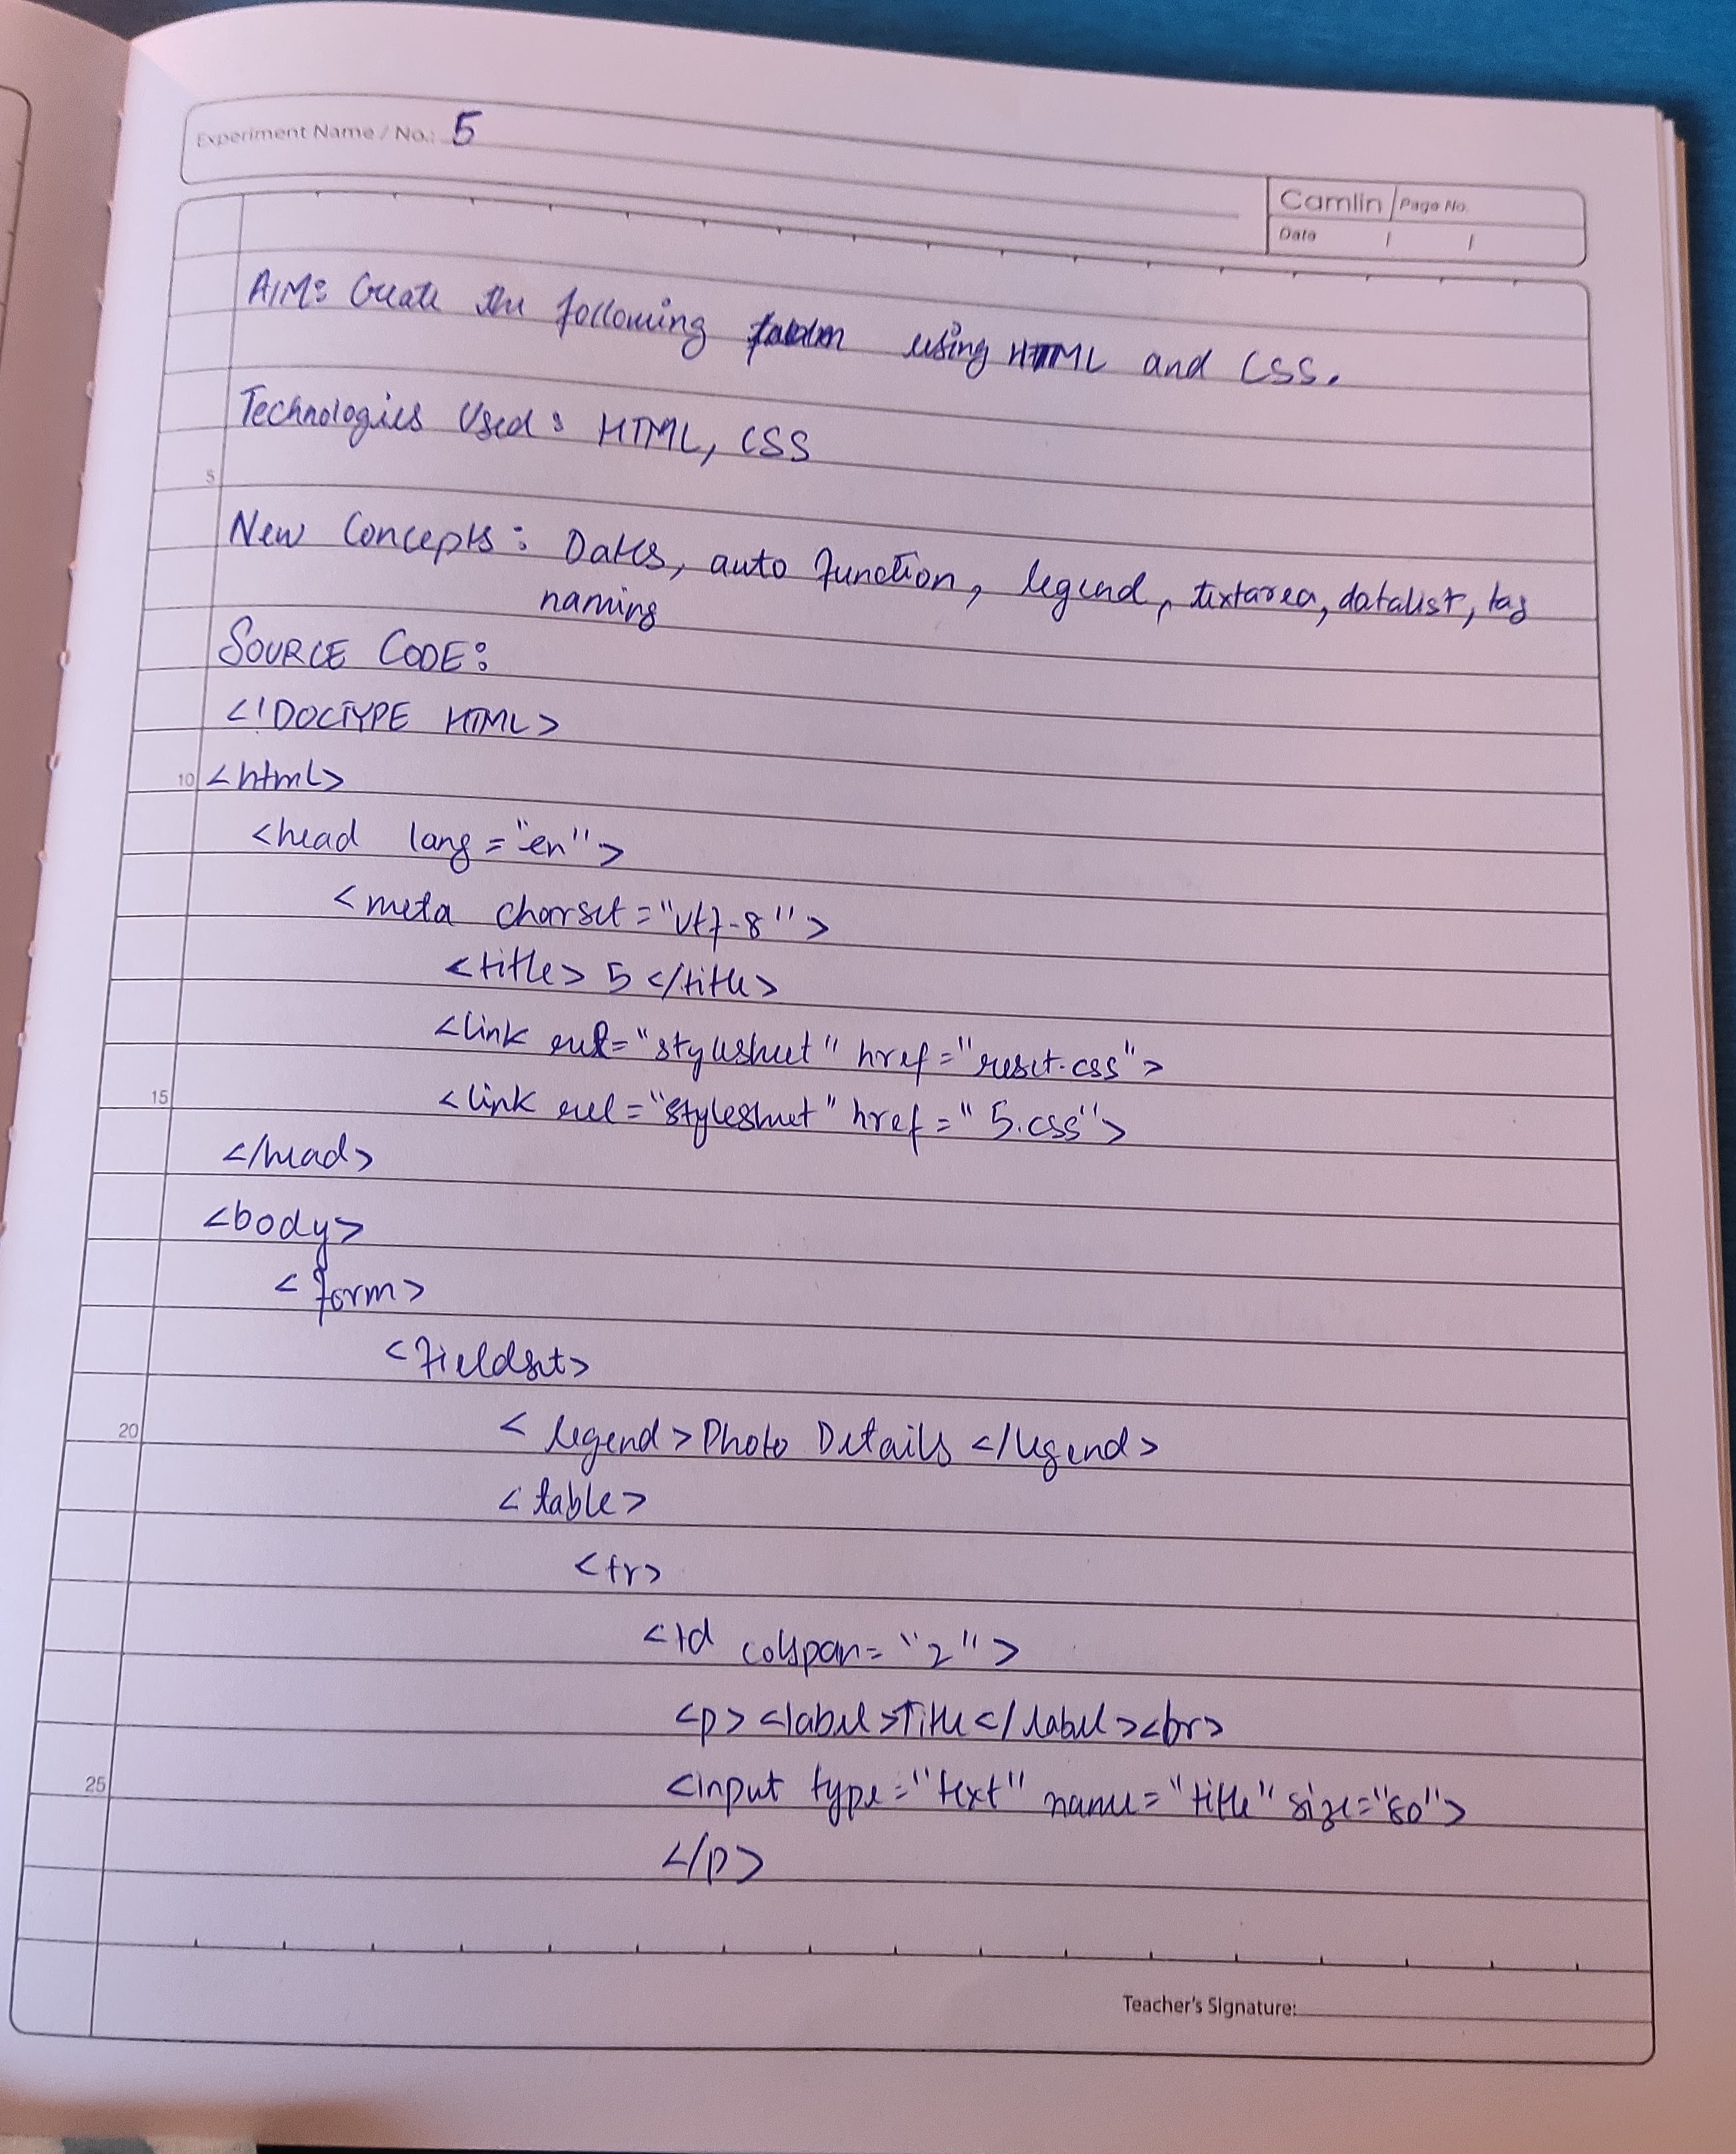 Experiment Name / No.: 5
Camlin Page No.
Date / /
AIM: Create the following using HTML and CSS.
Technologies Used: HTML, CSS
5
New Concepts: Dates, auto function, legend, textarea, datalist, tag
naming
SOURCE CODE:
<!DOCTYPE HTML>
10 <html>
<head lang="en">
<meta charset="utf-8">
<title> 5 </title>
<link rel="stylesheet" href="reset.css">
15 <link rel="stylesheet" href="5.css">
</head>
<body>
<form>
<fieldset>
20 <legend> Photo Details </legend>
<table>
<tr>
<td colspan="2">
<p> <label>Title</label><br>
25 <input type="text" name="title" size="80">
</p>
Teacher's Signature: